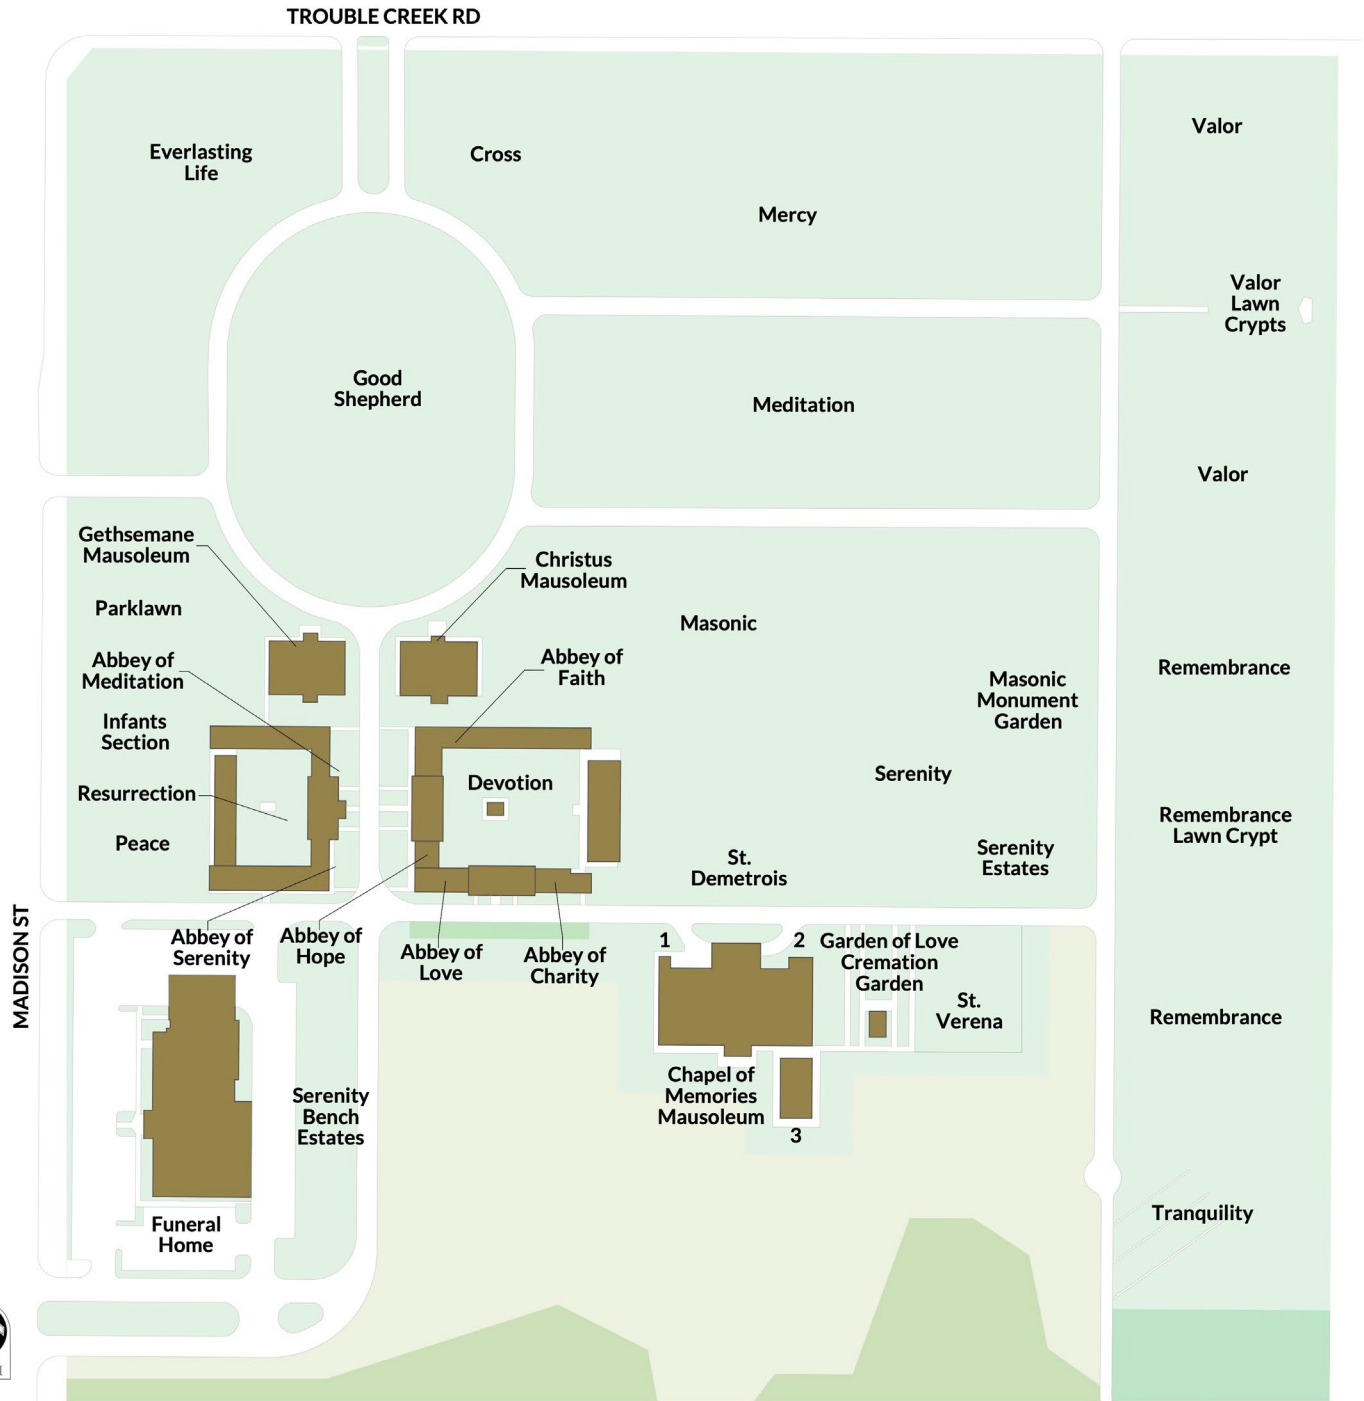 TROUBLE CREEK RD
Everlasting
Life
Cross
Mercy
Valor
Valor
Lawn
Crypts
Good
Shepherd
Meditation
Valor
Gethsemane
Mausoleum
Christus
Mausoleum
Parklawn
Masonic
Abbey of
Meditation
Abbey of
Faith
Remembrance
Masonic
Monument
Garden
Infants
Section
Devotion
Serenity
Resurrection
Remembrance
Lawn Crypt
Peace
St.
Demetrois
Serenity
Estates
MADISON ST
Abbey of
Serenity
Abbey of
Hope
Abbey of
Love
Abbey of
Charity
1
2
Garden of Love
Cremation
Garden
St.
Verena
Remembrance
Serenity
Bench
Estates
Chapel of
Memories
Mausoleum
3
Funeral
Home
Tranquility